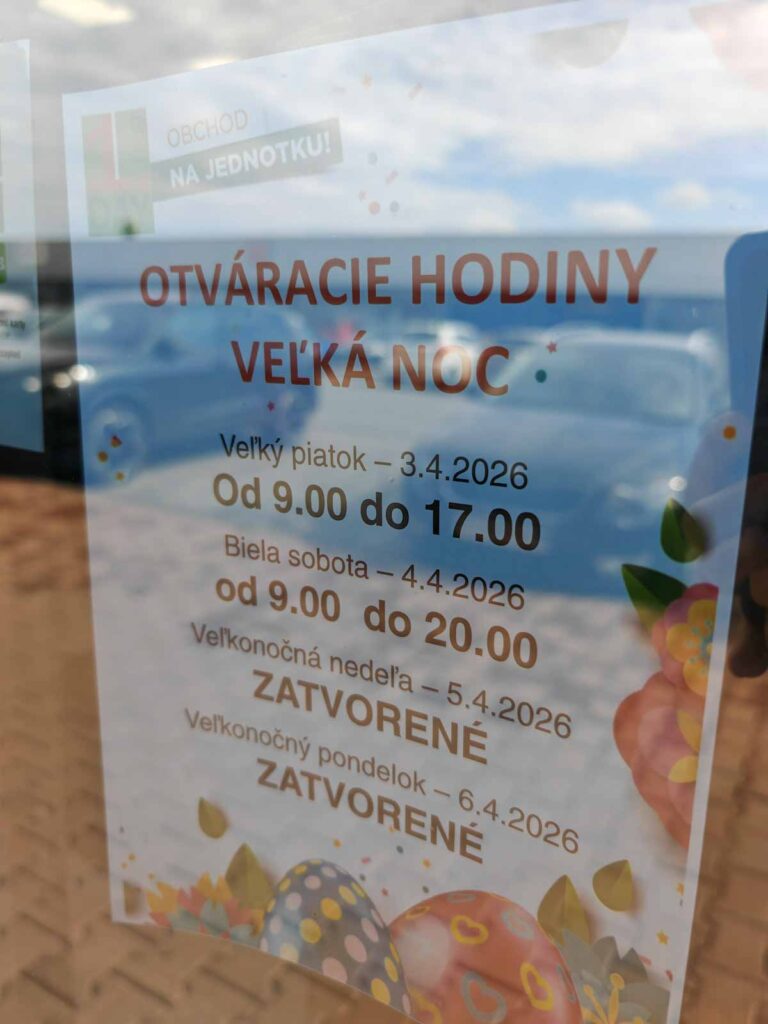 OBCHOD
NA JEDNOTKU!
1
DAY
OTVÁRACIE HODINY
VEĽKÁ NOC
Veľký piatok – 3.4.2026
Od 9.00 do 17.00
Biela sobota – 4.4.2026
od 9.00 do 20.00
Veľkonočná nedeľa – 5.4.2026
ZATVORENÉ
Veľkonočný pondelok – 6.4.2026
ZATVORENÉ